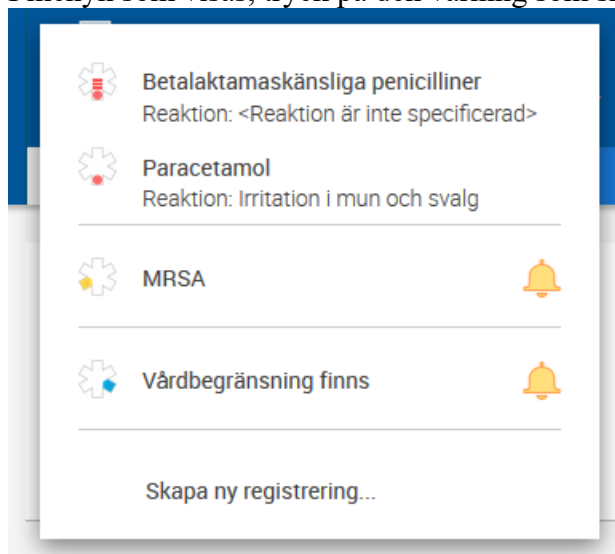 Betalaktamaskänsliga penicilliner
Reaktion: <Reaktion är inte specificerad>
Paracetamol
Reaktion: Irritation i mun och svalg
MRSA
Vårdbegränsning finns
Skapa ny registrering...